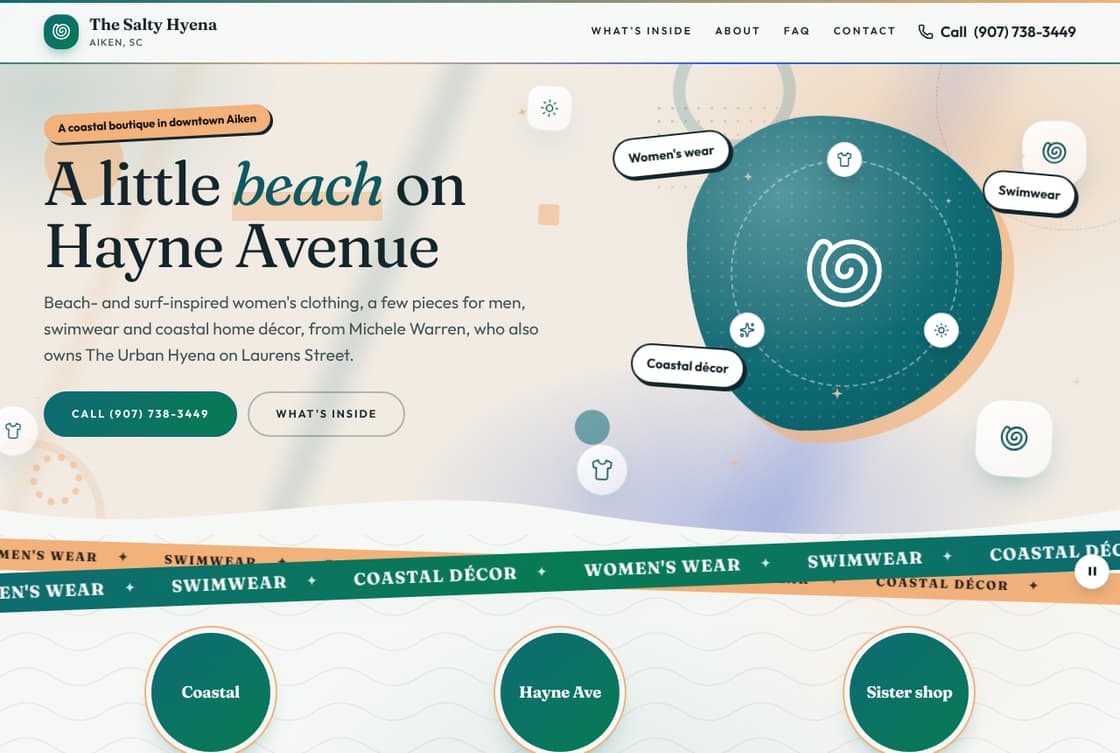 The Salty Hyena
AIKEN, SC
WHAT'S INSIDE
ABOUT
FAQ
CONTACT
Call (907) 738-3449
A coastal boutique in downtown Aiken
A little beach on
Hayne Avenue
Beach- and surf-inspired women's clothing, a few pieces for men,
swimwear and coastal home décor, from Michele Warren, who also
owns The Urban Hyena on Laurens Street.
CALL (907) 738-3449
WHAT'S INSIDE
Women's wear
Swimwear
Coastal décor
MEN'S WEAR ✦ SWIMWEAR ✦
COASTAL DÉCOR ✦
EN'S WEAR ✦ SWIMWEAR ✦ COASTAL DÉCOR ✦ WOMEN'S WEAR ✦ SWIMWEAR ✦ COASTAL DÉC
Coastal
Hayne Ave
Sister shop